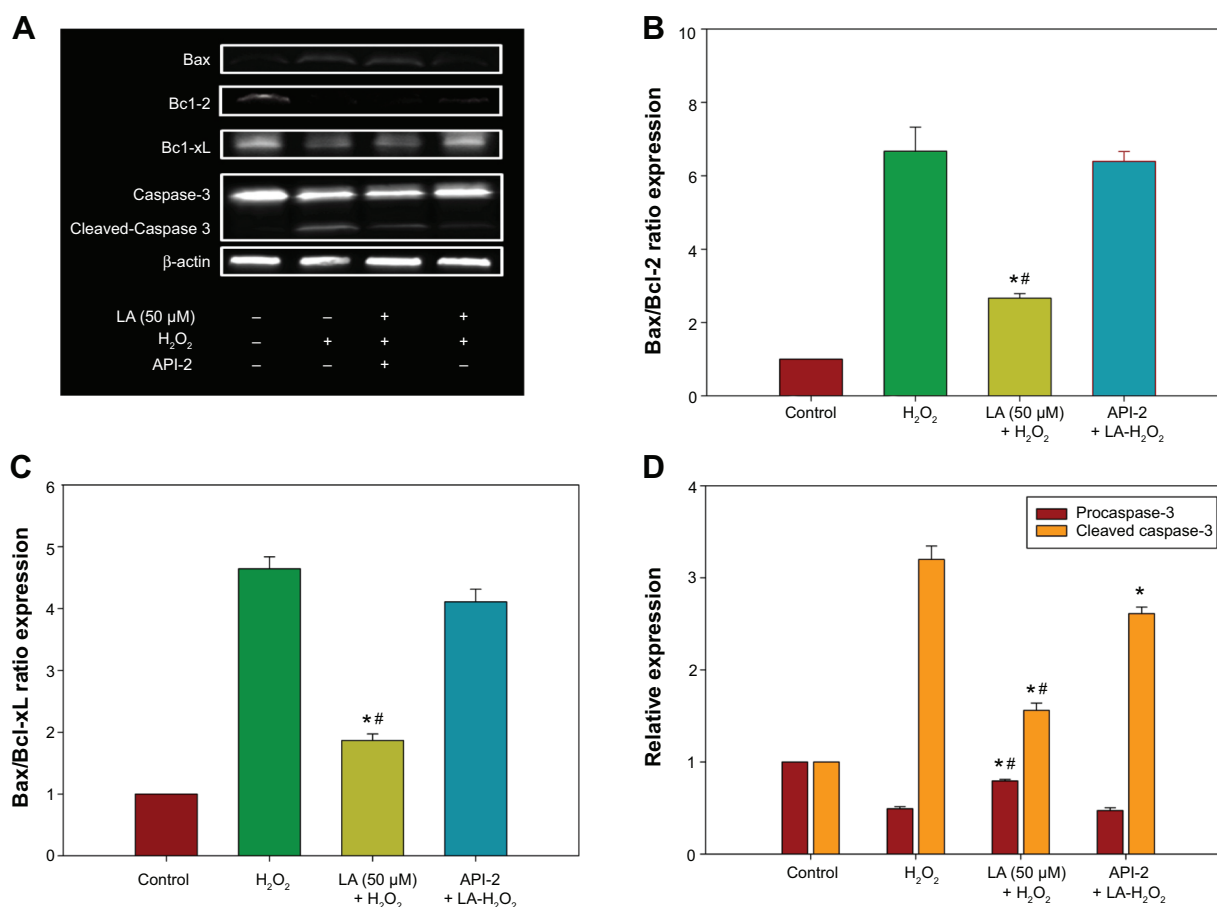 A
Bax
Bc1-2
Bc1-xL
Caspase-3
Cleaved-Caspase 3
β-actin
LA (50 µM) – – + +
H₂O₂ – + + +
API-2 – – + –
B
Bax/Bcl-2 ratio expression
10
8
6
4
2
0
*#
Control
H₂O₂
LA (50 µM)
+ H₂O₂
API-2
+ LA-H₂O₂
C
Bax/Bcl-xL ratio expression
6
5
4
3
2
1
0
*#
Control
H₂O₂
LA (50 µM)
+ H₂O₂
API-2
+ LA-H₂O₂
D
Relative expression
4
3
2
1
0
Procaspase-3
Cleaved caspase-3
*#
*#
*
Control
H₂O₂
LA (50 µM)
+ H₂O₂
API-2
+ LA-H₂O₂